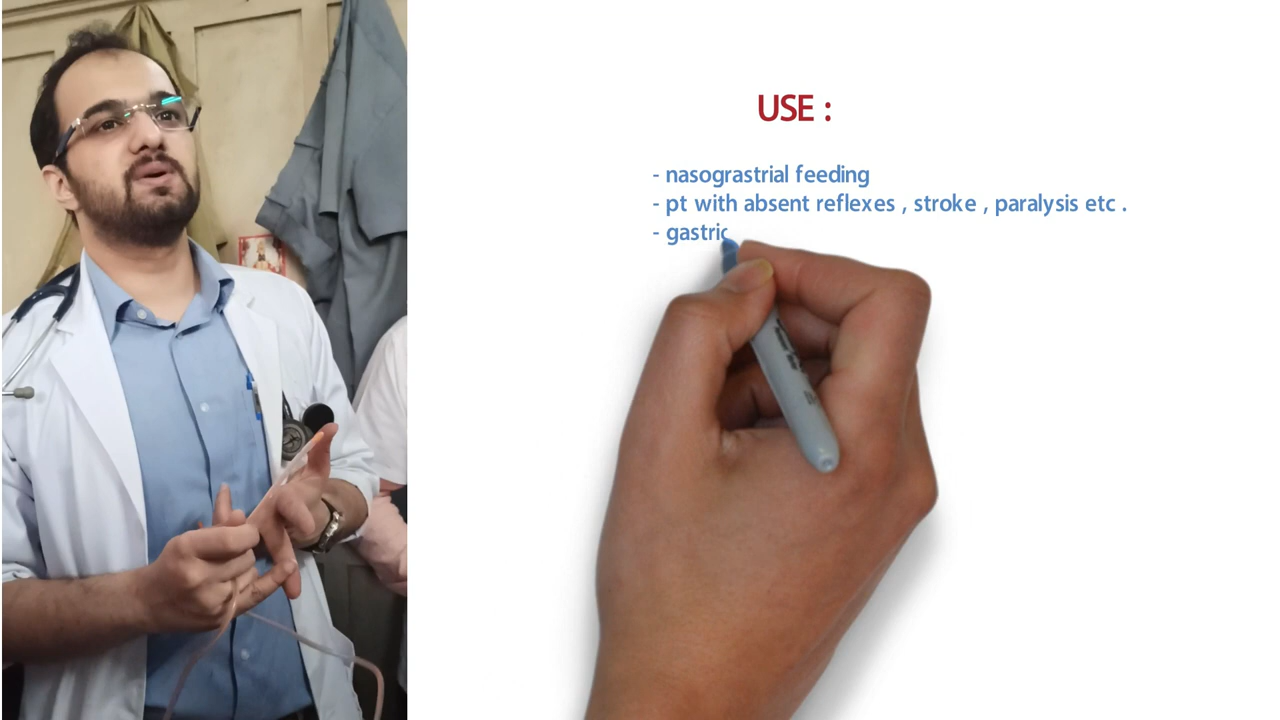 USE :
- nasograstrial feeding
- pt with absent reflexes , stroke , paralysis etc .
- gastric